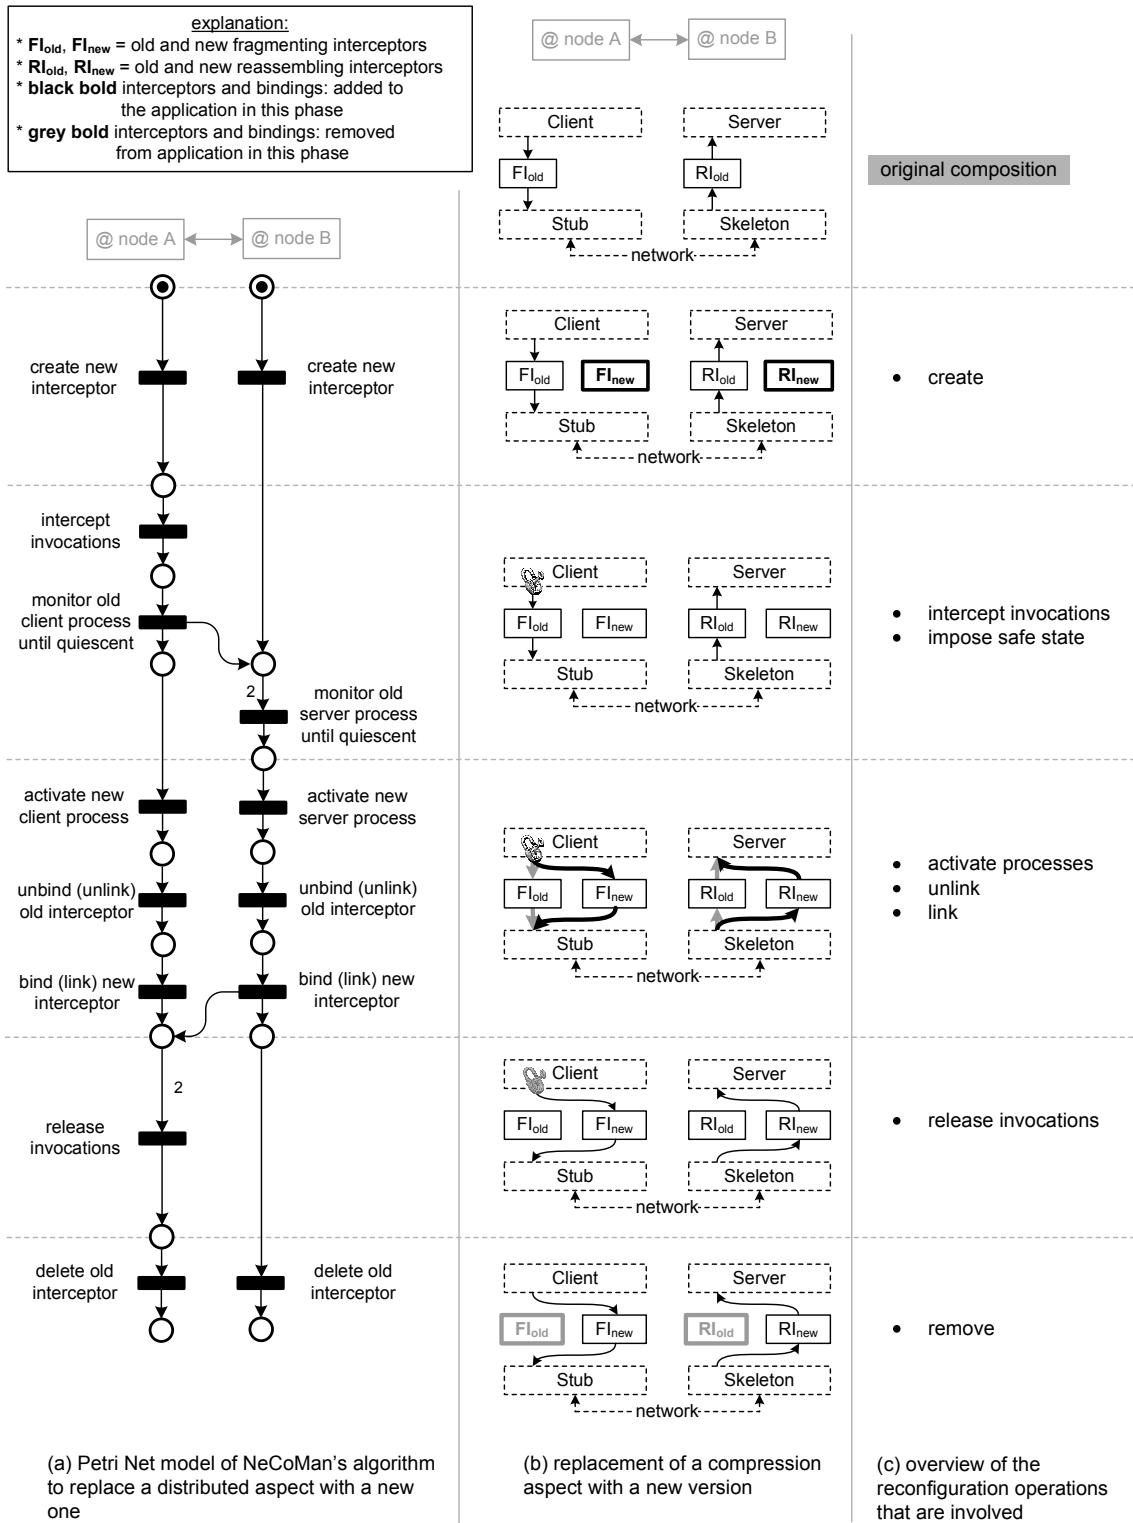 explanation:
* FIold, FInew = old and new fragmenting interceptors
* RIold, RInew = old and new reassembling interceptors
* black bold interceptors and bindings: added to
the application in this phase
* grey bold interceptors and bindings: removed
from application in this phase
@ node A
@ node B
Client
Server
FIold
RIold
original composition
Stub
Skeleton
network
@ node A
@ node B
create new
interceptor
create new
interceptor
Client
Server
FIold
FInew
RIold
RInew
Stub
Skeleton
network
• create
intercept
invocations
monitor old
client process
until quiescent
2
monitor old
server process
until quiescent
Client
Server
FIold
FInew
RIold
RInew
Stub
Skeleton
network
• intercept invocations
• impose safe state
activate new
client process
activate new
server process
unbind (unlink)
old interceptor
unbind (unlink)
old interceptor
bind (link) new
interceptor
bind (link) new
interceptor
Client
Server
FIold
FInew
RIold
RInew
Stub
Skeleton
network
• activate processes
• unlink
• link
2
release
invocations
Client
Server
FIold
FInew
RIold
RInew
Stub
Skeleton
network
• release invocations
delete old
interceptor
delete old
interceptor
Client
Server
FIold
FInew
RIold
RInew
Stub
Skeleton
network
• remove
(a) Petri Net model of NeCoMan's algorithm
to replace a distributed aspect with a new
one
(b) replacement of a compression
aspect with a new version
(c) overview of the
reconfiguration operations
that are involved